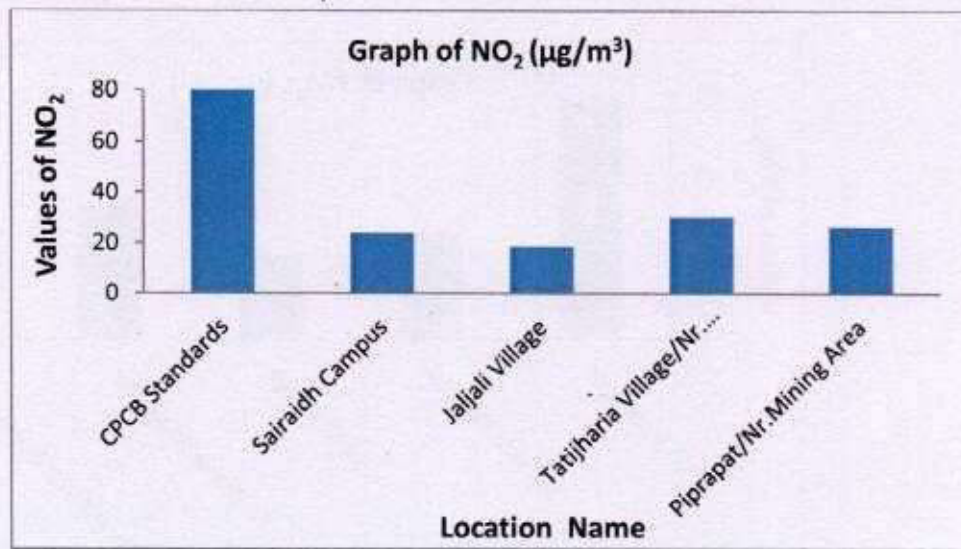 Graph of NO₂ (µg/m³)
Values of NO₂
80
60
40
20
0
CPCB Standards
Sairaidh Campus
Jaljali Village
Tatijharia Village/Nr....
Piprapat/Nr.Mining Area
Location Name